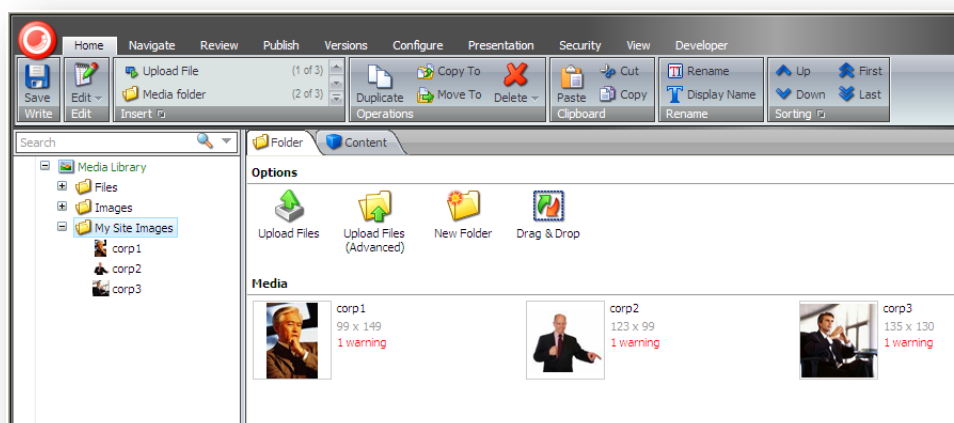 Home Navigate Review Publish Versions Configure Presentation Security View Developer
Save
Write
Edit
Edit
Upload File (1 of 3)
Media folder (2 of 3)
Insert
Duplicate
Copy To
Move To
Delete
Operations
Paste
Cut
Copy
Clipboard
Rename
Display Name
Rename
Up First
Down Last
Sorting
Search
Media Library
Files
Images
My Site Images
corp1
corp2
corp3
Folder Content
Options
Upload Files
Upload Files
(Advanced)
New Folder
Drag & Drop
Media
corp1
99 x 149
1 warning
corp2
123 x 99
1 warning
corp3
135 x 130
1 warning